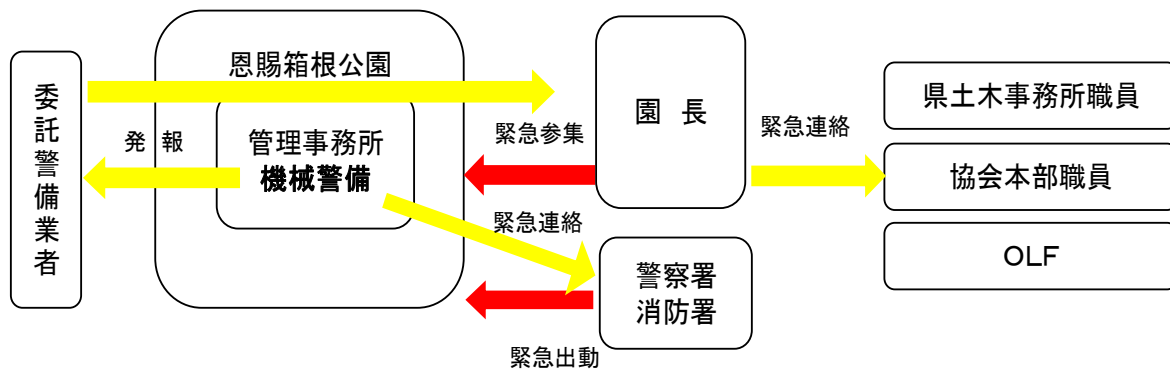 委託警備業者
恩賜箱根公園
発 報
管理事務所
機械警備
園 長
緊急参集
緊急連絡
緊急連絡
警察署
消防署
緊急出動
県土木事務所職員
協会本部職員
OLF